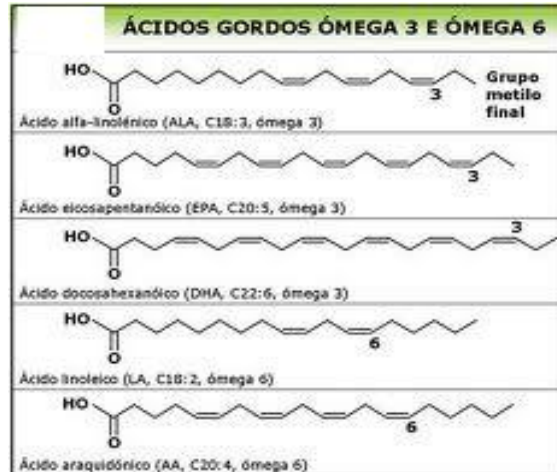 ÁCIDOS GORDOS ÓMEGA 3 E ÓMEGA 6
HO
O
3
Grupo
metilo
final
Ácido alfa-linolénico (ALA, C18:3, ómega 3)
HO
O
3
Ácido eicosapentanóico (EPA, C20:5, ómega 3)
3
HO
O
Ácido docosahexanóico (DHA, C22:6, ómega 3)
HO
O
6
Ácido linoleico (LA, C18:2, ómega 6)
HO
O
6
Ácido araquidónico (AA, C20:4, ómega 6)